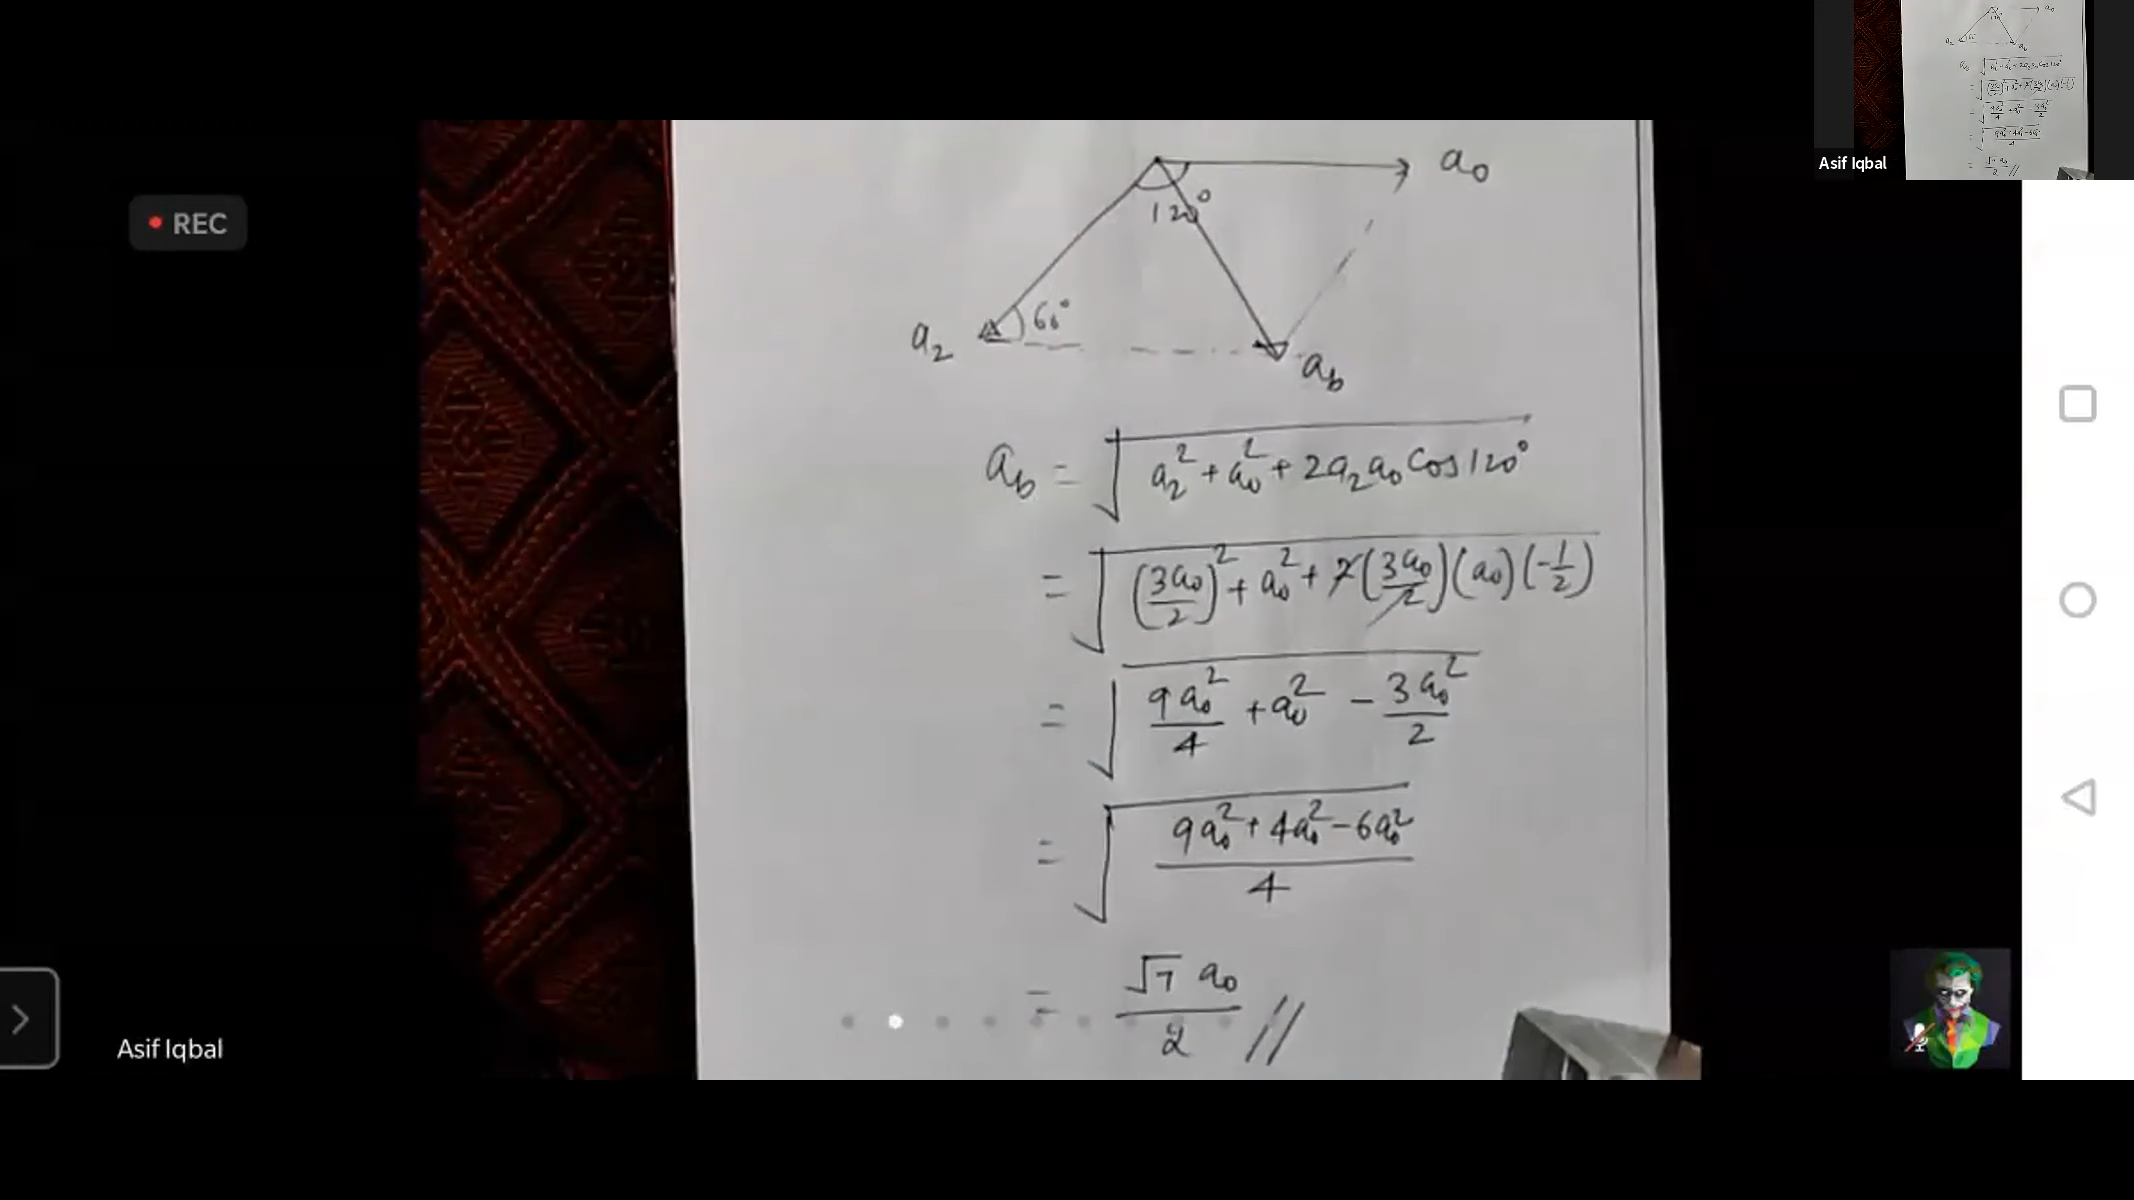 REC
a₀
120°
60°
a₂
a_b
a_b = √(a₂² + a₀² + 2a₂a₀ Cos120°)
= √((3a₀/2)² + a₀² + 2(3a₀/2)(a₀)(-1/2))
= √(9a₀²/4 + a₀² - 3a₀²/2)
= √((9a₀² + 4a₀² - 6a₀²)/4)
= √7 a₀/2 //
Asif Iqbal
Asif Iqbal